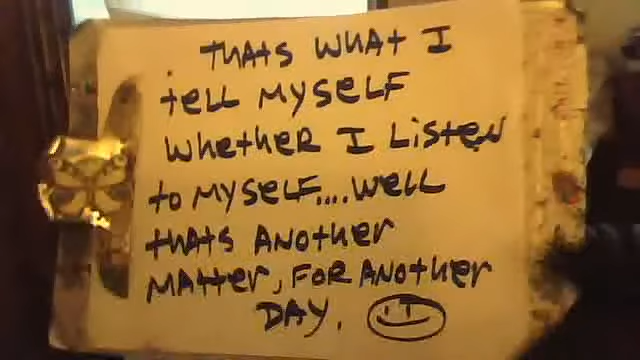 THATS WHAT I
tELL MYSELF
WHEtHER I LiStEN
to MYSELF....WELL
tHAtS ANotHER
MAttER, FOR ANotHER
DAY.